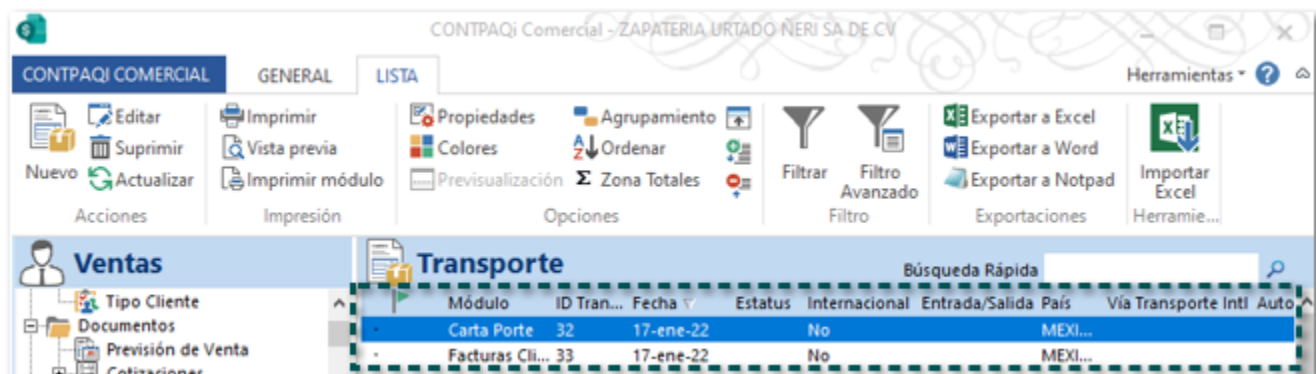 CONTPAQi Comercial - ZAPATERIA URTADO ÑERI SA DE CV
CONTPAQI COMERCIAL GENERAL LISTA Herramientas
Editar Imprimir Propiedades Agrupamiento Exportar a Excel
Suprimir Vista previa Colores Ordenar Exportar a Word
Nuevo Actualizar Imprimir módulo Previsualización Σ Zona Totales Filtrar Filtro Avanzado Exportar a Notpad Importar Excel
Acciones Impresión Opciones Filtro Exportaciones Herramie...
Ventas Transporte Búsqueda Rápida
Tipo Cliente Módulo ID Tran... Fecha Estatus Internacional Entrada/Salida País Vía Transporte Intl Auto
Documentos Carta Porte 32 17-ene-22 No MEXI...
Previsión de Venta Facturas Cli... 33 17-ene-22 No MEXI...
Cotizaciones